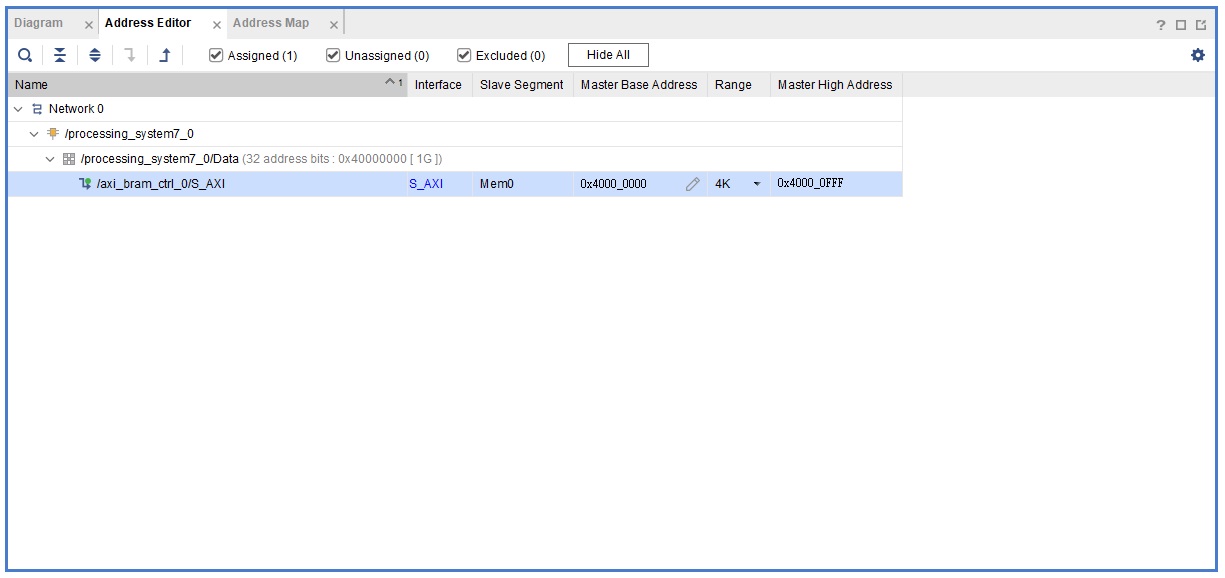 Diagram Address Editor Address Map
Assigned (1) Unassigned (0) Excluded (0) Hide All
Name 1 Interface Slave Segment Master Base Address Range Master High Address
Network 0
/processing_system7_0
/processing_system7_0/Data (32 address bits : 0x40000000 [ 1G ])
/axi_bram_ctrl_0/S_AXI S_AXI Mem0 0x4000_0000 4K 0x4000_0FFF